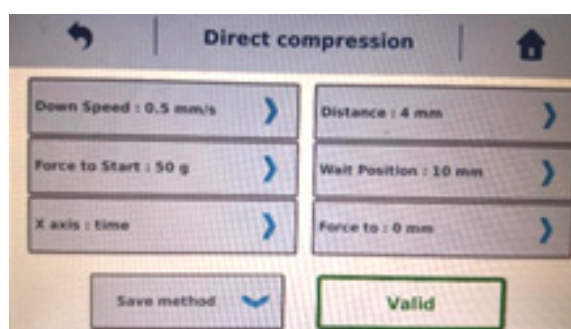 Direct compression
Down Speed : 0.5 mm/s
Distance : 4 mm
Force to Start : 50 g
Wait Position : 10 mm
X axis : time
Force to : 0 mm
Save method
Valid